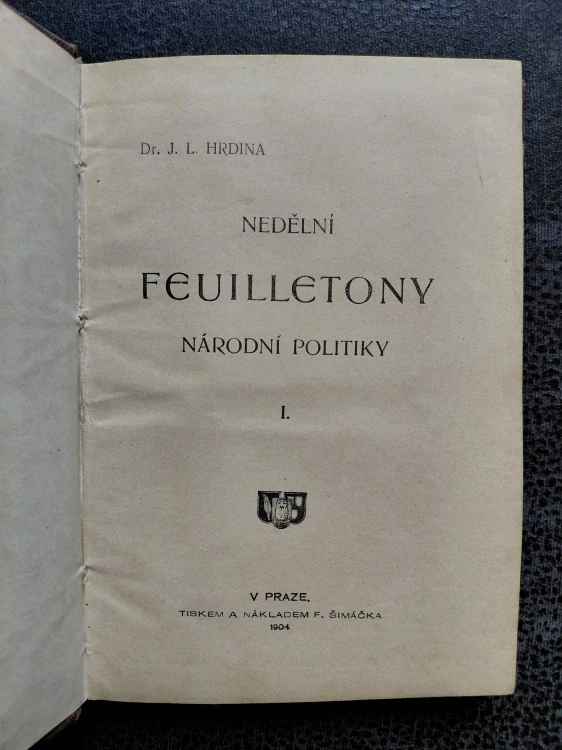 Dr. J. L. HRDINA
NEDĚLNÍ
FEUILLETONY
NÁRODNÍ POLITIKY
I.
V PRAZE.
TISKEM A NÁKLADEM F. ŠIMÁČKA.
1904